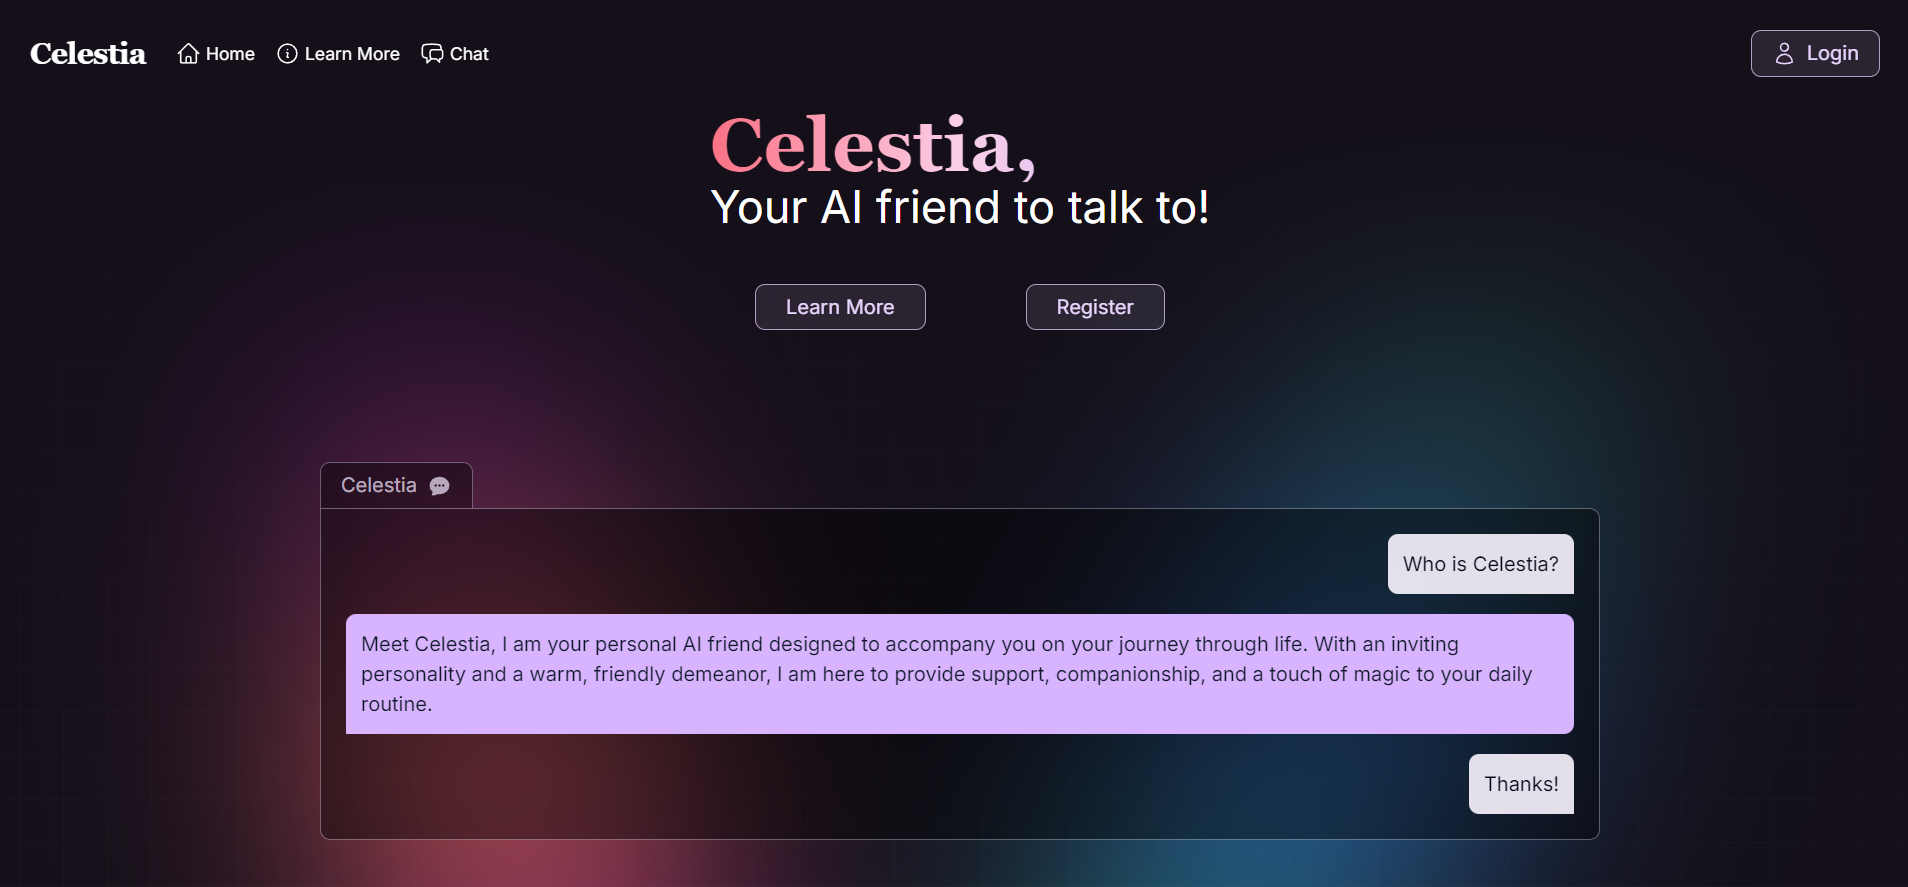 Celestia
Home
Learn More
Chat
Login
Celestia,
Your AI friend to talk to!
Learn More
Register
Celestia
Who is Celestia?
Meet Celestia, I am your personal AI friend designed to accompany you on your journey through life. With an inviting
personality and a warm, friendly demeanor, I am here to provide support, companionship, and a touch of magic to your daily
routine.
Thanks!